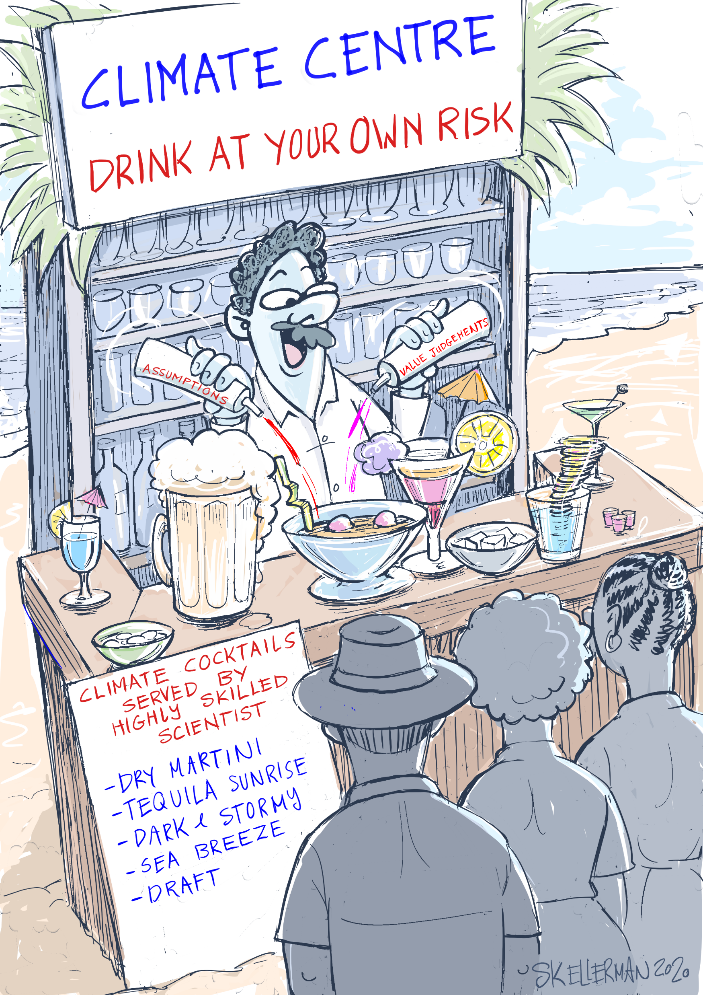 CLIMATE CENTRE
DRINK AT YOUR OWN RISK
ASSUMPTIONS
VALUE JUDGEMENTS
CLIMATE COCKTAILS
SERVED BY
HIGHLY SKILLED
SCIENTIST
-DRY MARTINI
-TEQUILA SUNRISE
-DARK & STORMY
-SEA BREEZE
-DRAFT
SKELLERMAN 2020